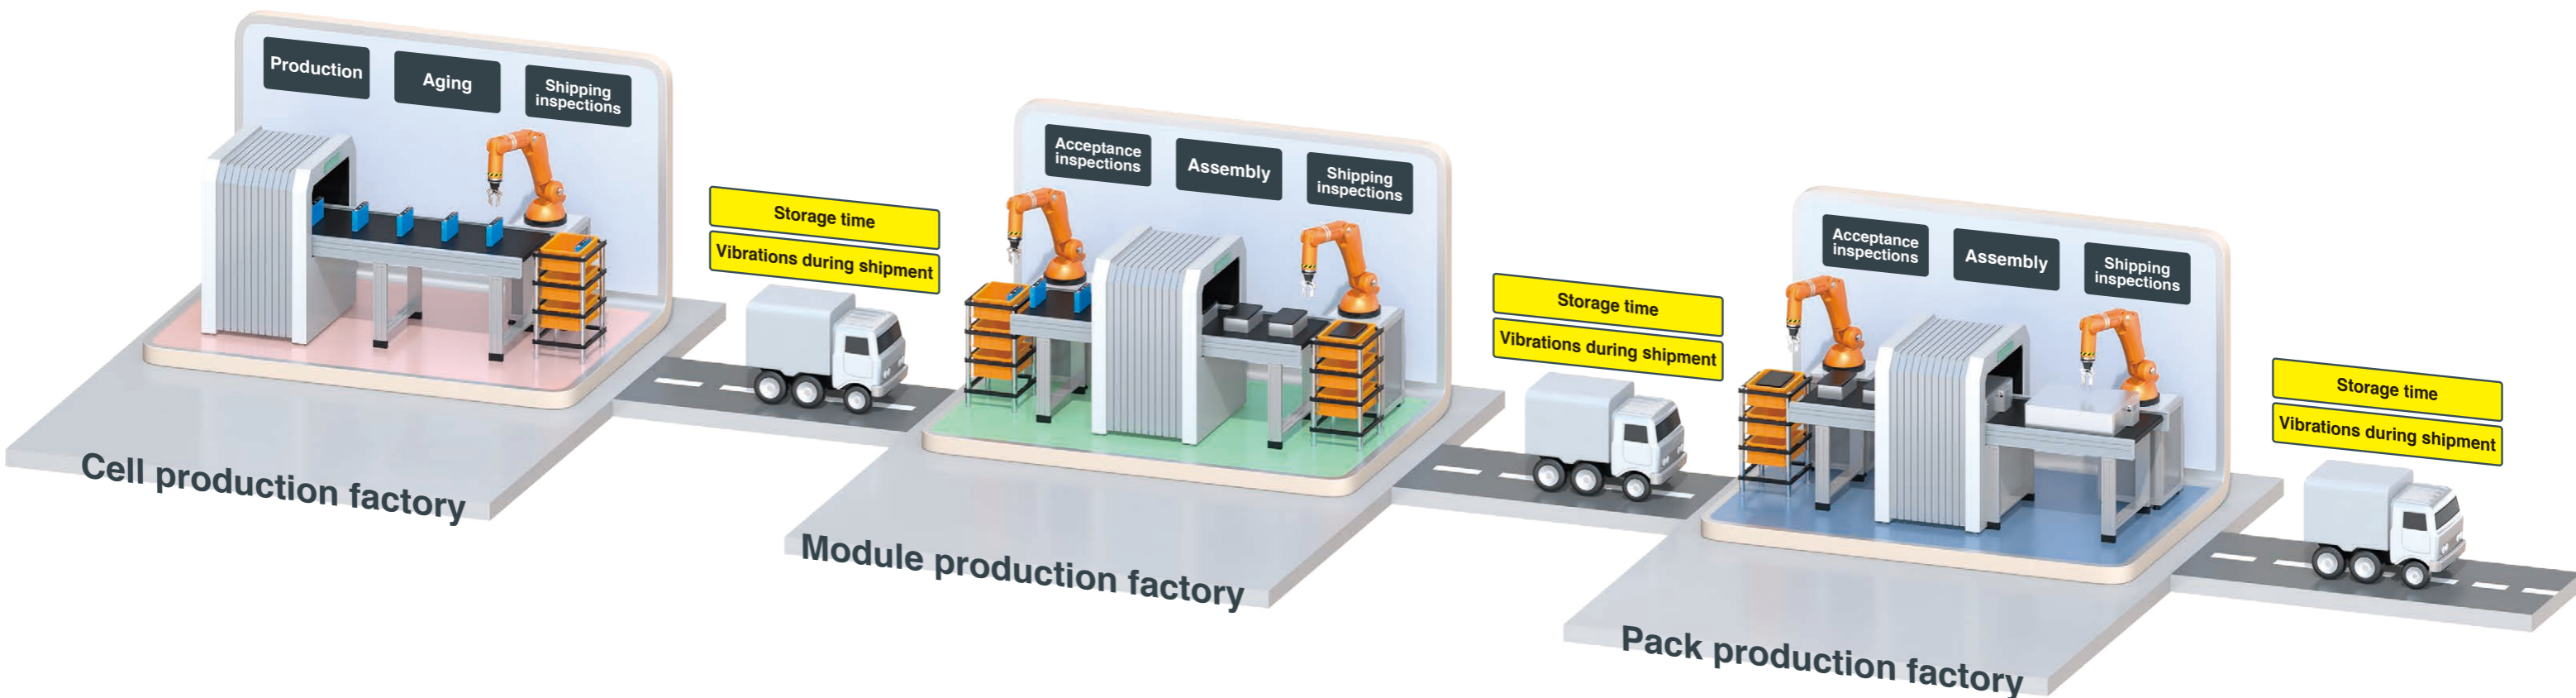 Production
Aging
Shipping
inspections
Cell production factory
Storage time
Vibrations during shipment
Acceptance
inspections
Assembly
Shipping
inspections
Module production factory
Storage time
Vibrations during shipment
Acceptance
inspections
Assembly
Shipping
inspections
Pack production factory
Storage time
Vibrations during shipment